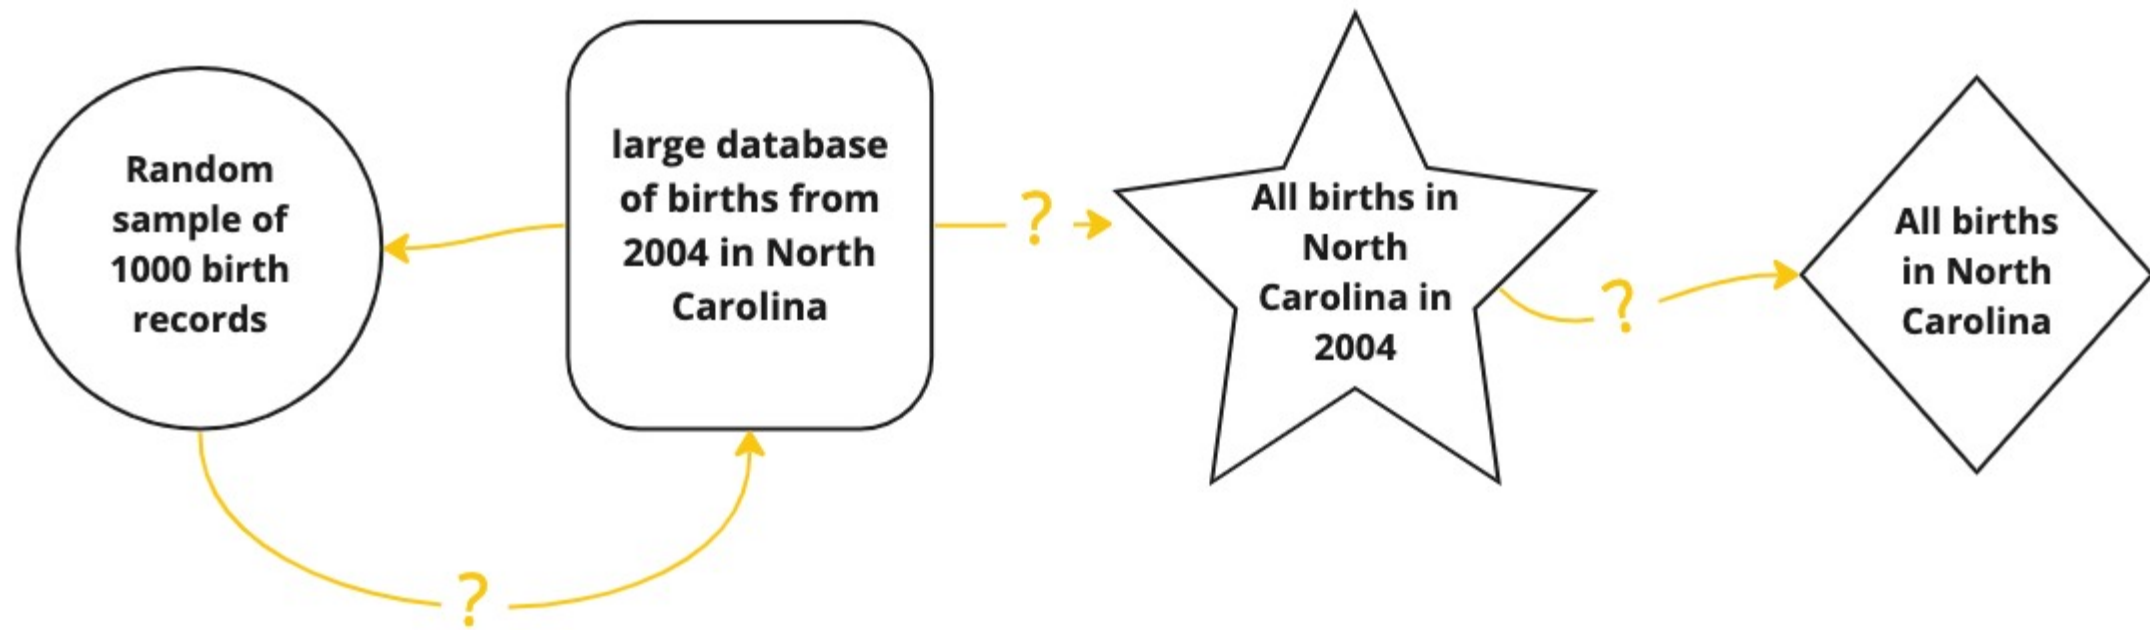 Random
sample of
1000 birth
records
large database
of births from
2004 in North
Carolina
?
All births in
North
Carolina in
2004
?
All births
in North
Carolina
?